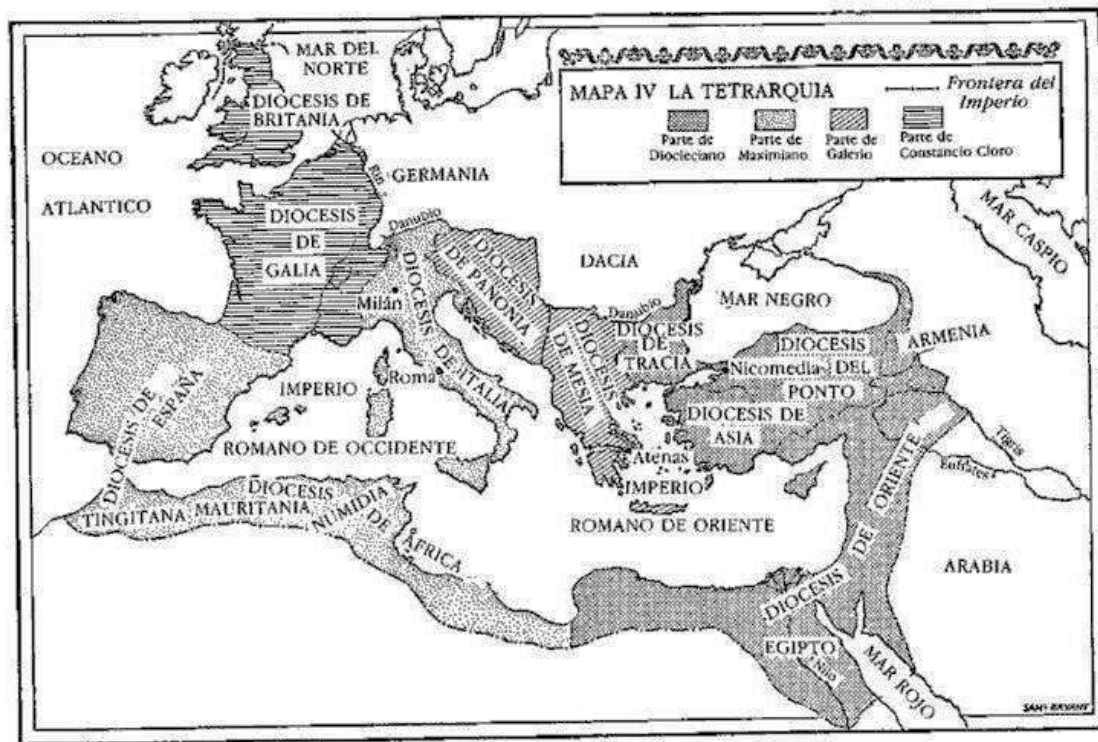 MAPA IV LA TETRARQUIA
Frontera del
Imperio
Parte de
Diocleciano
Parte de
Maximiano
Parte de
Galerio
Parte de
Constancio Cloro
MAR DEL
NORTE
DIOCESIS DE
BRITANIA
OCEANO
ATLANTICO
Rin
GERMANIA
DIOCESIS
DE
GALIA
Danubio
DIOCESIS
DE PANONIA
DACIA
MAR CASPIO
Milán
DIOCESIS
DE ITALIA
Danubio
MAR NEGRO
DIOCESIS
DE MESIA
DIOCESIS
DE
TRACIA
DIOCESIS
DEL
PONTO
Nicomedia
ARMENIA
DIOCESIS DE
ESPAÑA
IMPERIO
Roma
ROMANO DE OCCIDENTE
DIOCESIS DE
ASIA
Atenas
IMPERIO
ROMANO DE ORIENTE
Tigris
Eufrates
DIOCESIS
DE ORIENTE
TINGITANA
MAURITANIA
NUMIDIA
DIOCESIS
DE
AFRICA
ARABIA
EGIPTO
Nilo
MAR ROJO